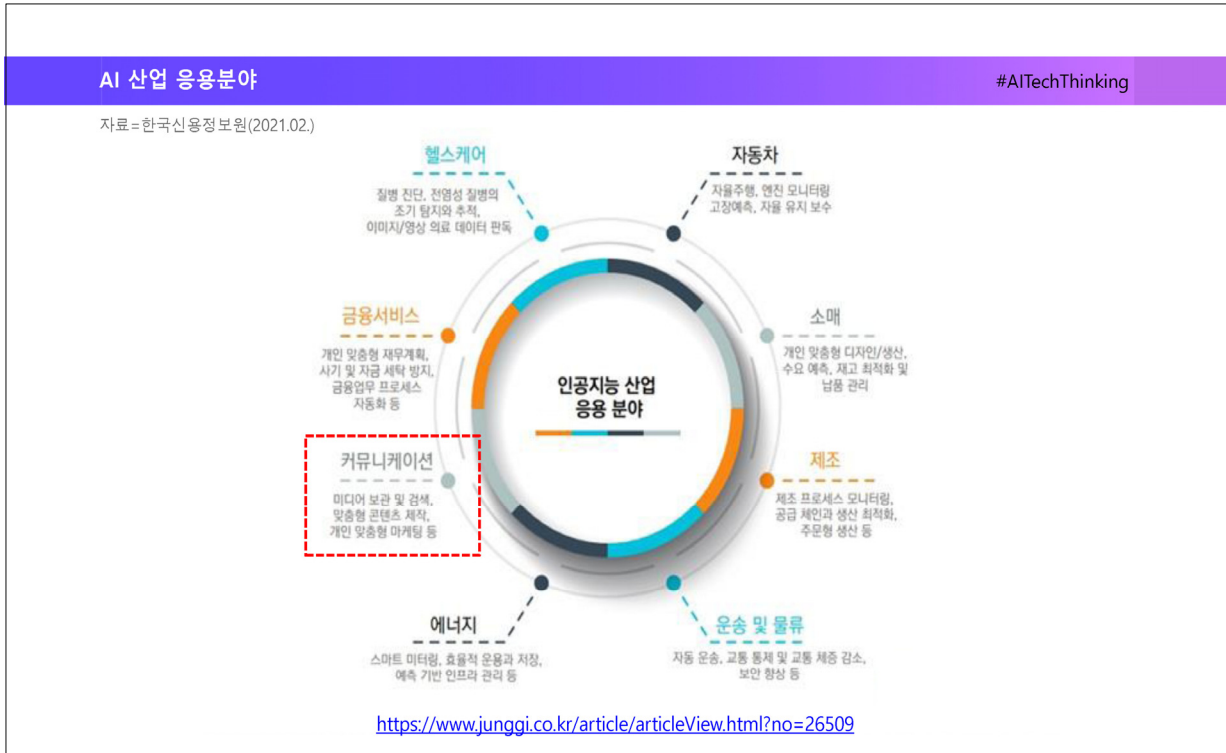 AI 산업 응용분야
#AITechThinking
자료=한국신용정보원(2021.02.)
헬스케어
질병 진단, 전염성 질병의
조기 탐지와 추적,
이미지/영상 의료 데이터 판독
자동차
자율주행, 엔진 모니터링
고장예측, 자율 유지 보수
금융서비스
개인 맞춤형 재무계획,
사기 및 자금 세탁 방지,
금융업무 프로세스
자동화 등
소매
개인 맞춤형 디자인/생산,
수요 예측, 재고 최적화 및
납품 관리
인공지능 산업
응용 분야
커뮤니케이션
미디어 보관 및 검색,
맞춤형 콘텐츠 제작,
개인 맞춤형 마케팅 등
제조
제조 프로세스 모니터링,
공급 체인과 생산 최적화,
주문형 생산 등
에너지
스마트 미터링, 효율적 운용과 저장,
예측 기반 인프라 관리 등
운송 및 물류
자동 운송, 교통 통제 및 교통 체증 감소,
보안 향상 등
https://www.junggi.co.kr/article/articleView.html?no=26509